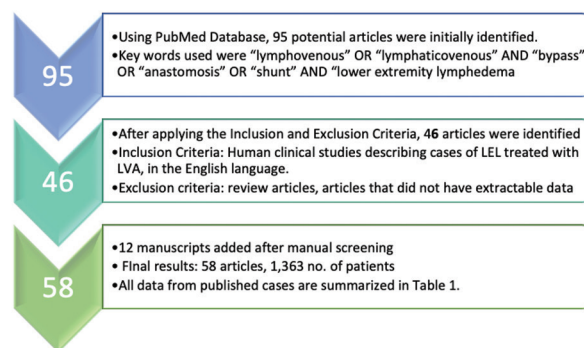 95
•Using PubMed Database, 95 potential articles were initially identified.
•Key words used were “lymphovenous” OR “lymphaticovenous” AND “bypass”
OR “anastomosis” OR “shunt” AND “lower extremity lymphedema
46
•After applying the Inclusion and Exclusion Criteria, 46 articles were identified
•Inclusion Criteria: Human clinical studies describing cases of LEL treated with
LVA, in the English language.
•Exclusion criteria: review articles, articles that did not have extractable data
58
•12 manuscripts added after manual screening
•FInal results: 58 articles, 1,363 no. of patients
•All data from published cases are summarized in Table 1.